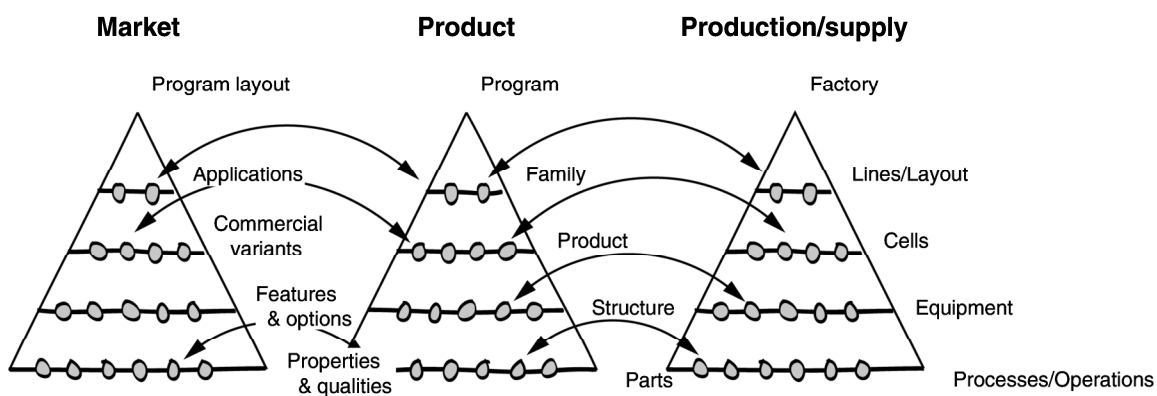 Market
Product
Production/supply
Program layout
Program
Factory
Applications
Family
Lines/Layout
Commercial
variants
Product
Cells
Features
& options
Structure
Equipment
Properties
& qualities
Parts
Processes/Operations